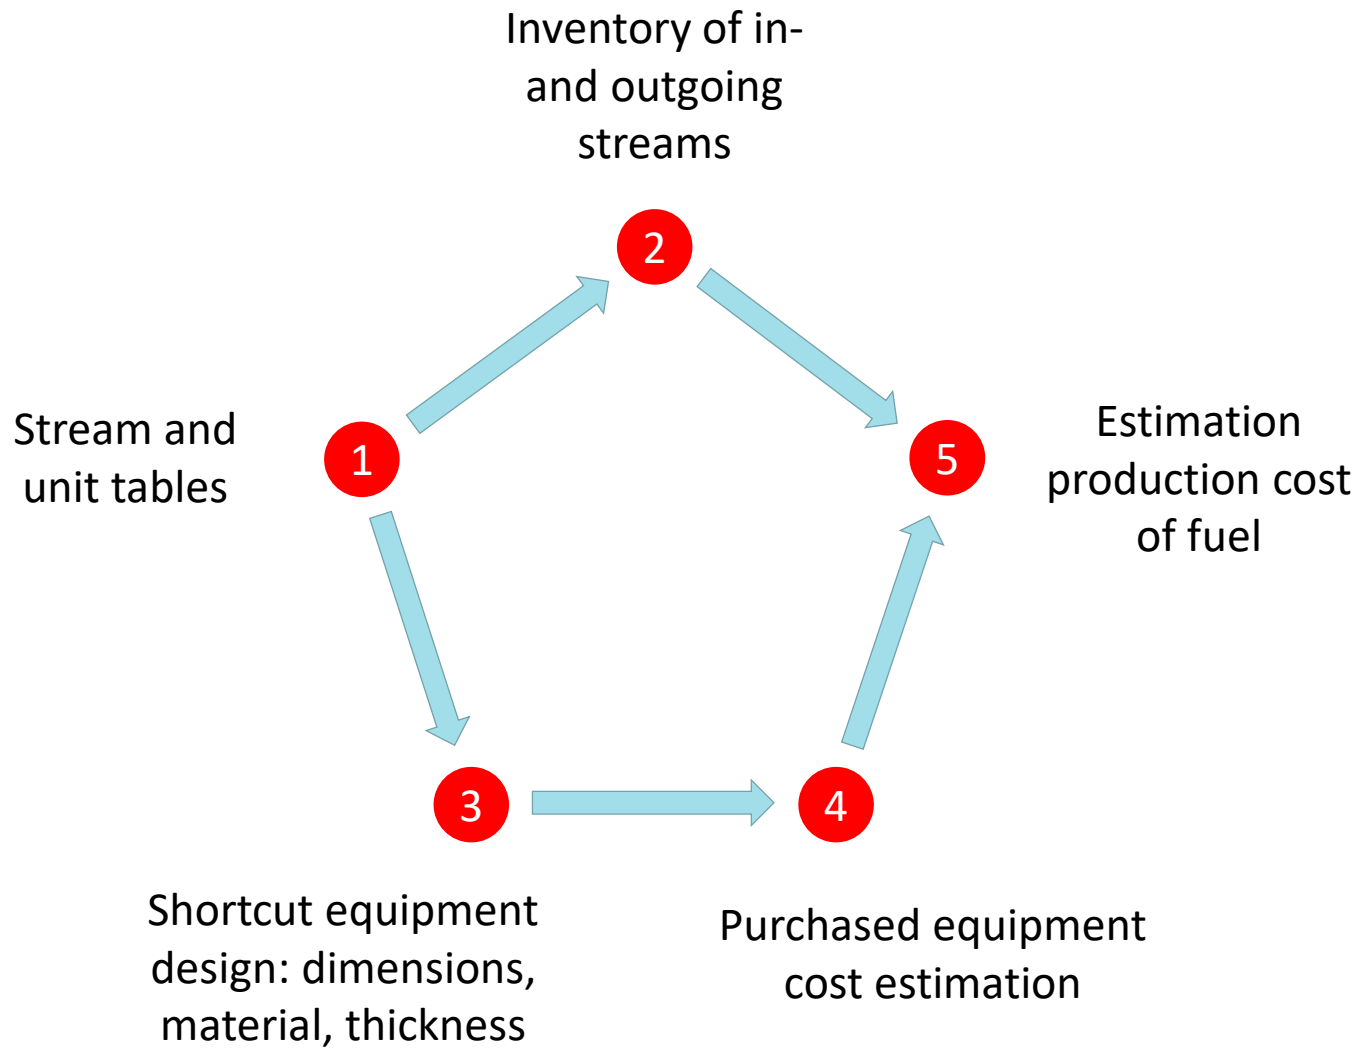 Inventory of in-
and outgoing
streams
2
Stream and
unit tables
1
5
Estimation
production cost
of fuel
3
4
Shortcut equipment
design: dimensions,
material, thickness
Purchased equipment
cost estimation